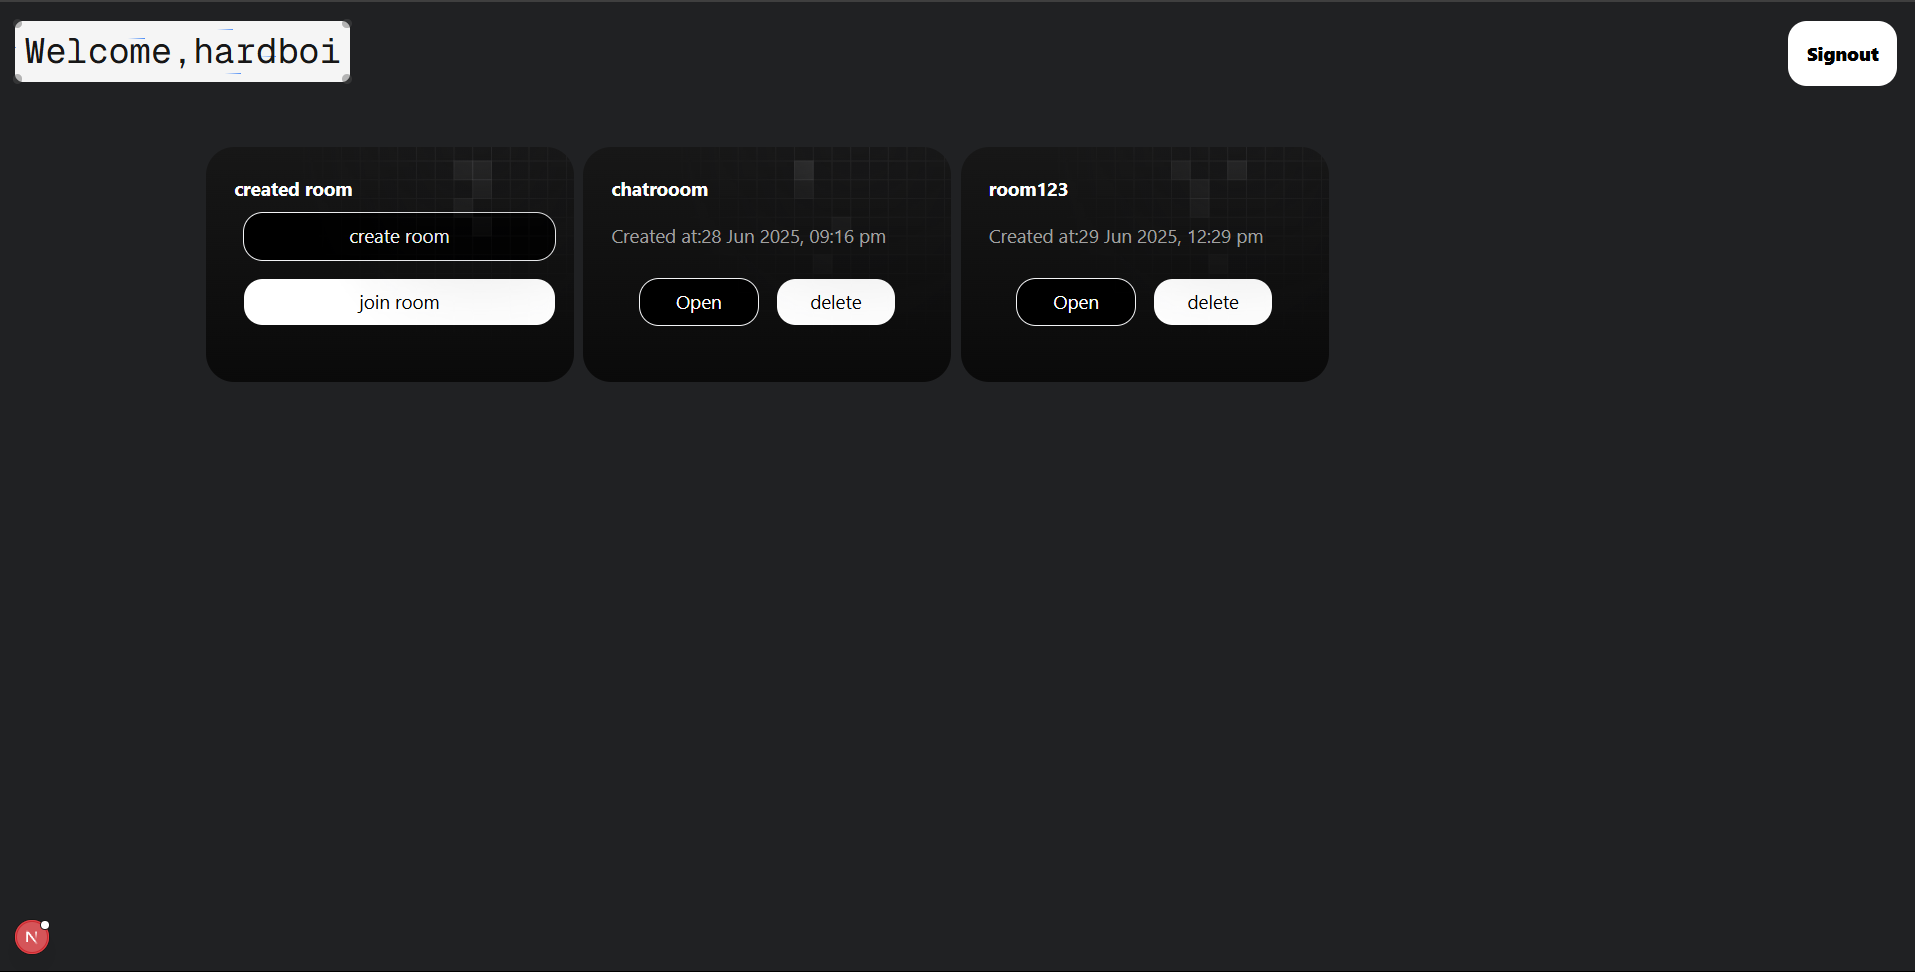 Welcome,hardboi
Signout
created room
create room
join room
chatrooom
Created at:28 Jun 2025, 09:16 pm
Open
delete
room123
Created at:29 Jun 2025, 12:29 pm
Open
delete
N